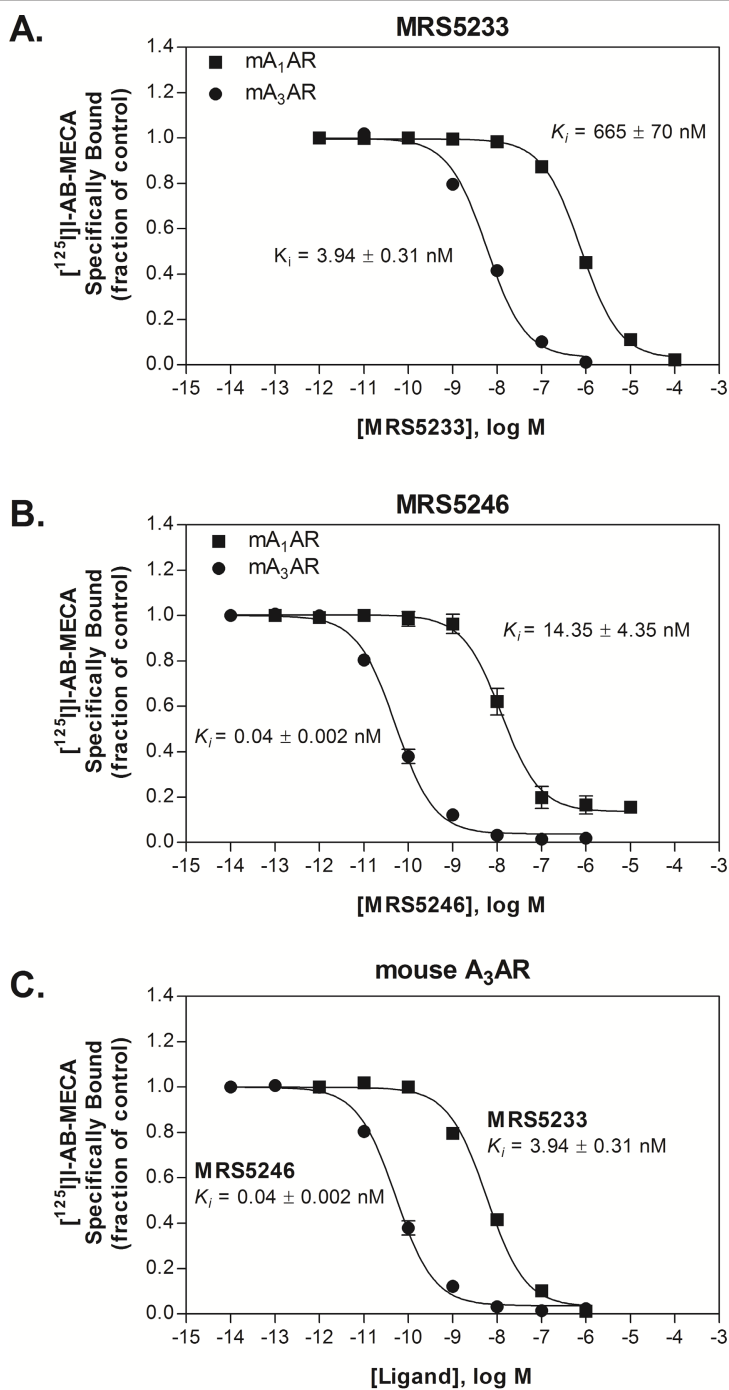 A.
MRS5233
mA₁AR
mA₃AR
[¹²⁵I]I-AB-MECA
Specifically Bound
(fraction of control)
1.4
1.2
1.0
0.8
0.6
0.4
0.2
0.0
Kᵢ = 665 ± 70 nM
Kᵢ = 3.94 ± 0.31 nM
-15 -14 -13 -12 -11 -10 -9 -8 -7 -6 -5 -4 -3
[MRS5233], log M
B.
MRS5246
mA₁AR
mA₃AR
[¹²⁵I]I-AB-MECA
Specifically Bound
(fraction of control)
1.4
1.2
1.0
0.8
0.6
0.4
0.2
0.0
Kᵢ = 14.35 ± 4.35 nM
Kᵢ = 0.04 ± 0.002 nM
-15 -14 -13 -12 -11 -10 -9 -8 -7 -6 -5 -4 -3
[MRS5246], log M
C.
mouse A₃AR
[¹²⁵I]I-AB-MECA
Specifically Bound
(fraction of control)
1.4
1.2
1.0
0.8
0.6
0.4
0.2
0.0
MRS5233
Kᵢ = 3.94 ± 0.31 nM
MRS5246
Kᵢ = 0.04 ± 0.002 nM
-15 -14 -13 -12 -11 -10 -9 -8 -7 -6 -5 -4 -3
[Ligand], log M